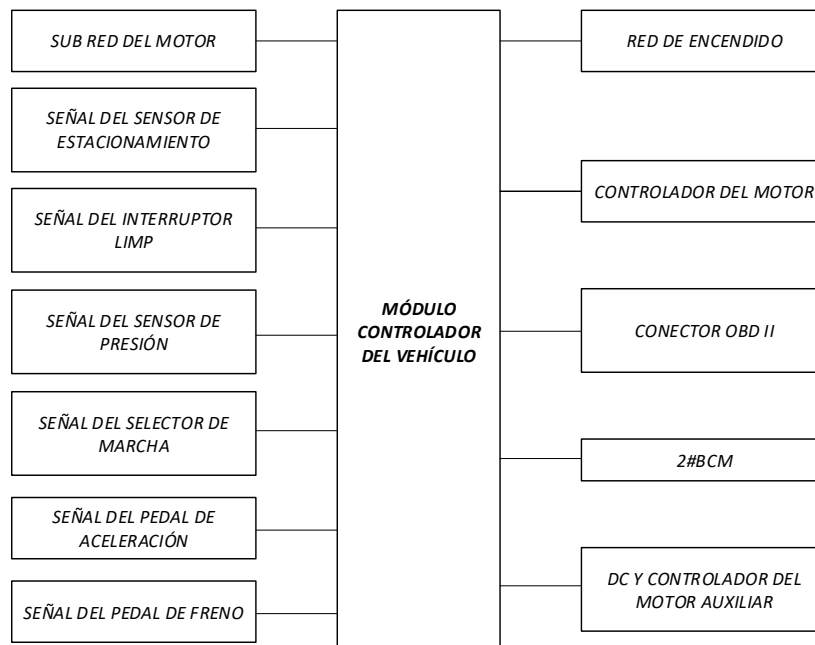 SUB RED DEL MOTOR
SEÑAL DEL SENSOR DE
ESTACIONAMIENTO
SEÑAL DEL INTERRUPTOR
LIMP
SEÑAL DEL SENSOR DE
PRESIÓN
SEÑAL DEL SELECTOR DE
MARCHA
SEÑAL DEL PEDAL DE
ACELERACIÓN
SEÑAL DEL PEDAL DE FRENO
MÓDULO
CONTROLADOR
DEL VEHÍCULO
RED DE ENCENDIDO
CONTROLADOR DEL MOTOR
CONECTOR OBD II
2#BCM
DC Y CONTROLADOR DEL
MOTOR AUXILIAR